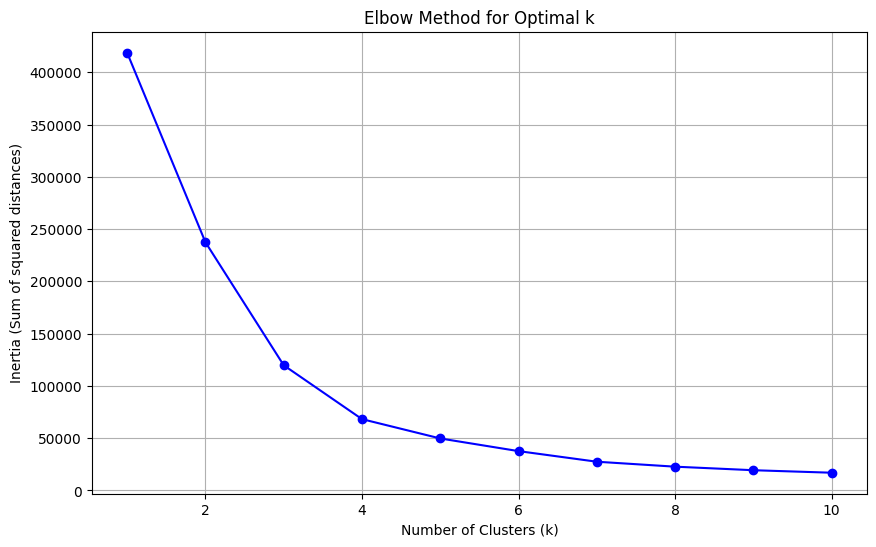 Elbow Method for Optimal k
400000
350000
300000
250000
200000
150000
100000
50000
0
Inertia (Sum of squared distances)
2 4 6 8 10
Number of Clusters (k)